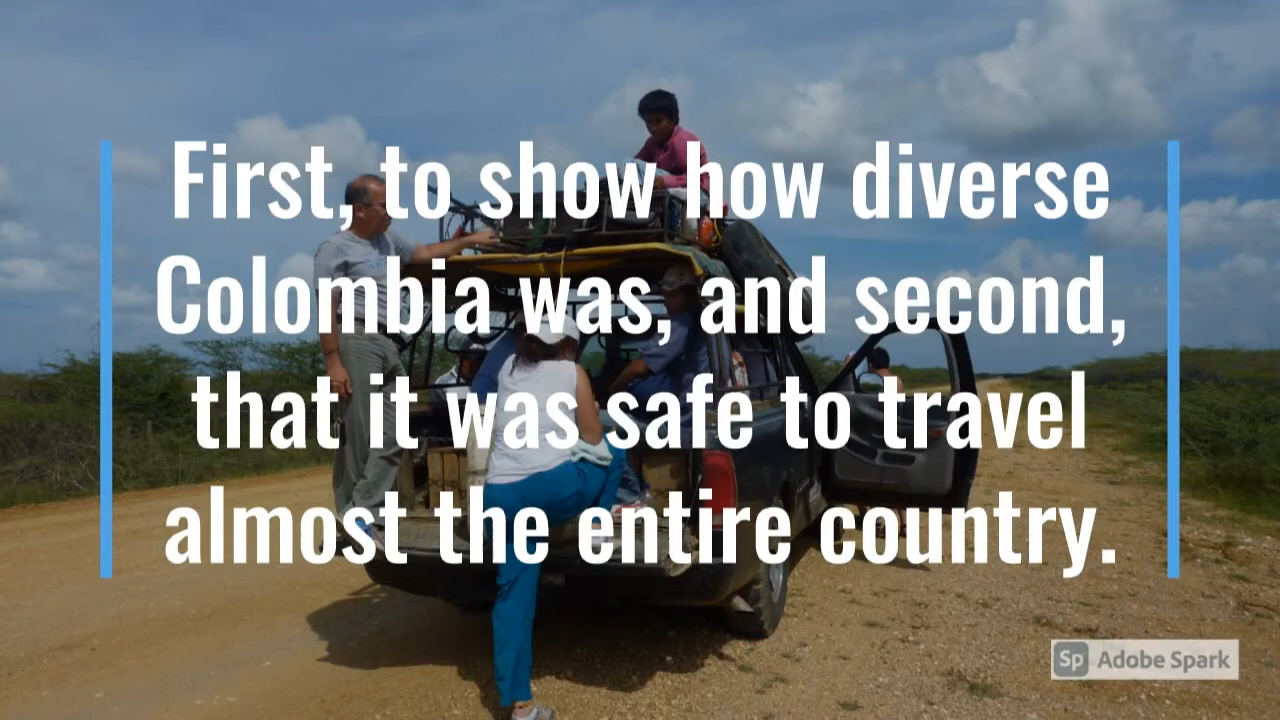 First, to show how diverse
Colombia was, and second,
that it was safe to travel
almost the entire country.
Sp Adobe Spark